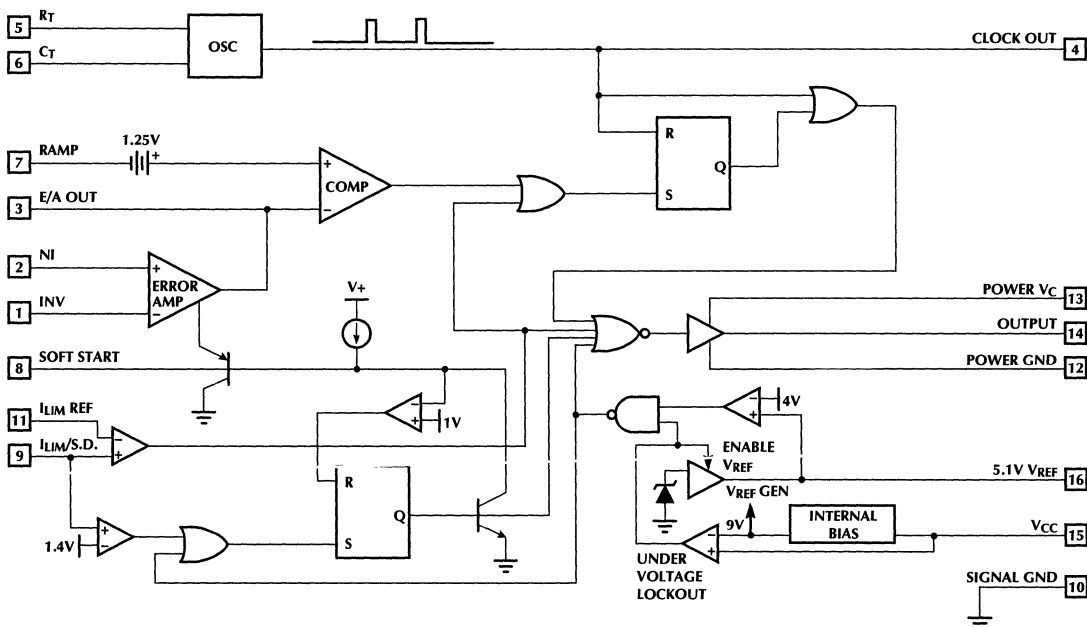 5 RT
OSC
CLOCK OUT 4
6 CT
R
Q
S
1.25V
7 RAMP +
+
COMP
−
3 E/A OUT
2 NI
+
ERROR
AMP
−
1 INV
V+
POWER VC 13
OUTPUT 14
POWER GND 12
8 SOFT START
−
+
1V
11 ILIM REF
−
+
9 ILIM/S.D.
−
+
4V
ENABLE
VREF
5.1V VREF 16
VREF GEN
R
Q
S
+
−
1.4V
9V
−
+
INTERNAL
BIAS
VCC 15
UNDER
VOLTAGE
LOCKOUT
SIGNAL GND 10